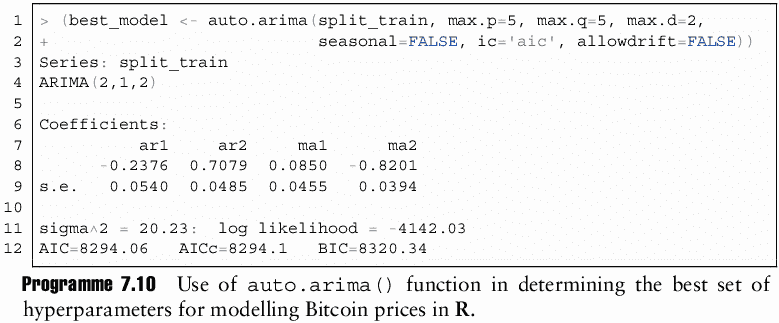 1 > (best_model <- auto.arima(split_train, max.p=5, max.q=5, max.d=2,
2 + seasonal=FALSE, ic='aic', allowdrift=FALSE))
3 Series: split_train
4 ARIMA(2,1,2)
5
6 Coefficients:
7 ar1 ar2 ma1 ma2
8 -0.2376 0.7079 0.0850 -0.8201
9 s.e. 0.0540 0.0485 0.0455 0.0394
10
11 sigma^2 = 20.23: log likelihood = -4142.03
12 AIC=8294.06 AICc=8294.1 BIC=8320.34
Programme 7.10 Use of auto.arima() function in determining the best set of
hyperparameters for modelling Bitcoin prices in R.